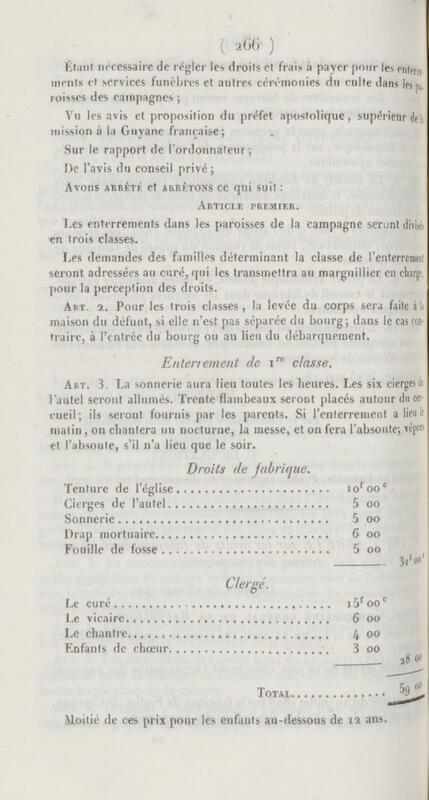 ( 266 )
Étant nécessaire de régler les droits et frais à payer pour les enterre-
ments et services funèbres et autres cérémonies du culte dans les pa-
roisses des campagnes ;
Vu les avis et proposition du préfet apostolique, supérieur de la
mission à la Guyane française ;
Sur le rapport de l'ordonnateur ;
De l'avis du conseil privé ;
Avons ARRÊTÉ et ARRÊTONS ce qui suit :
ARTICLE PREMIER.
Les enterrements dans les paroisses de la campagne seront divisés
en trois classes.
Les demandes des familles déterminant la classe de l'enterrement
seront adressées au curé, qui les transmettra au marguillier en charge,
pour la perception des droits.
ART. 2. Pour les trois classes, la levée du corps sera faite à la
maison du défunt, si elle n'est pas séparée du bourg; dans le cas con-
traire, à l'entrée du bourg ou au lieu du débarquement.
Enterrement de 1re classe.
ART. 3. La sonnerie aura lieu toutes les heures. Les six cierges de
l'autel seront allumés. Trente flambeaux seront placés autour du cer-
cueil; ils seront fournis par les parents. Si l'enterrement a lieu le
matin, on chantera un nocturne, la messe, et on fera l'absoute; vêpres
et l'absoute, s'il n'a lieu que le soir.
Droits de fabrique.
Tenture de l'église.......................... 10f 00c
Cierges de l'autel........................... 5 00
Sonnerie................................ 5 00
Drap mortuaire............................ 6 00
Fouille de fosse........................... 5 00
31f 00c
Clergé.
Le curé................................. 15f 00c
Le vicaire............................... 6 00
Le chantre............................... 4 00
Enfants de chœur.......................... 3 00
28 00
TOTAL.............. 59 00
Moitié de ces prix pour les enfants au-dessous de 12 ans.